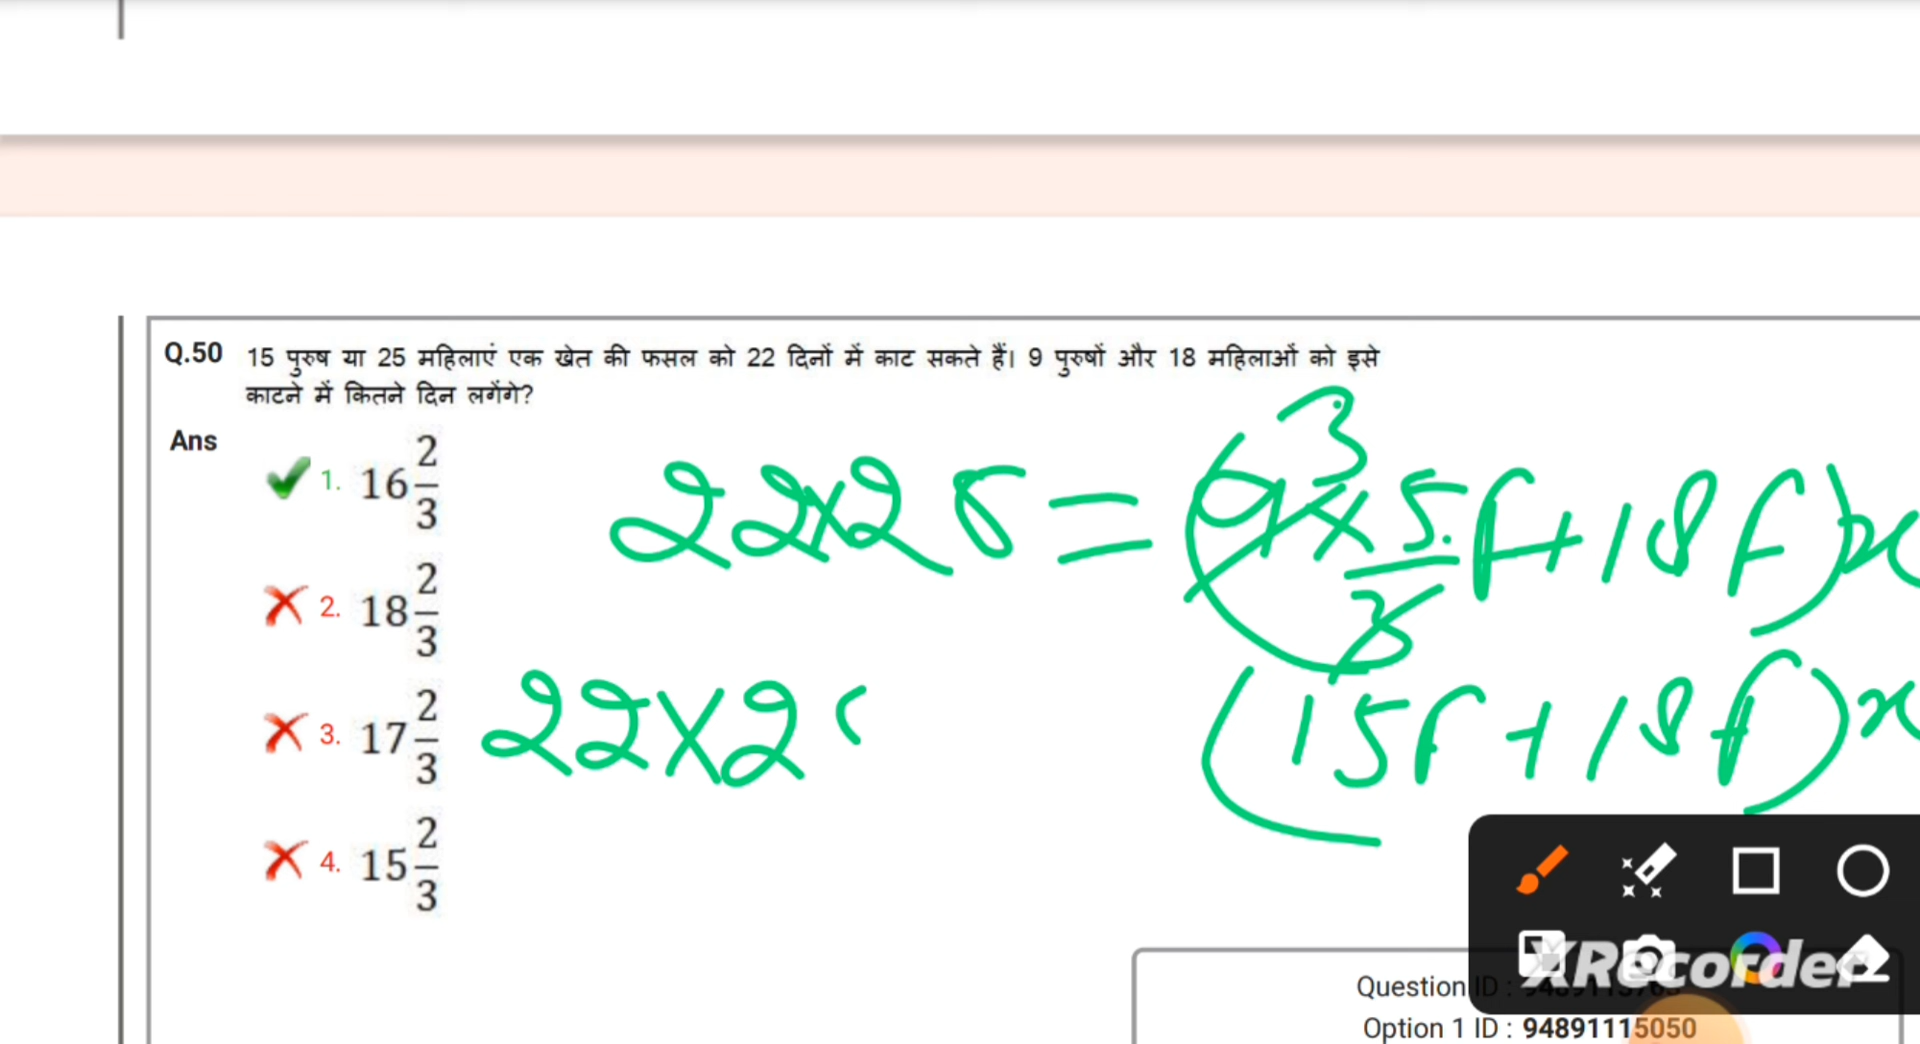 Q.50 15 पुरुष या 25 महिलाएं एक खेत की फसल को 22 दिनों में काट सकते हैं। 9 पुरुषों और 18 महिलाओं को इसे
काटने में कितने दिन लगेंगे?
Ans
1. 16 2/3
2. 18 2/3
3. 17 2/3
4. 15 2/3
22×25 = (9×5/3 f+18f)x
3
22×2
(15f+18f)x
XRecorder
Question ID :
Option 1 ID : 94891115050